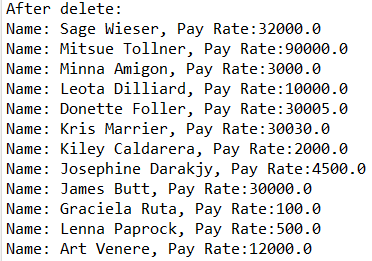 After delete:
Name: Sage Wieser, Pay Rate:32000.0
Name: Mitsue Tollner, Pay Rate:90000.0
Name: Minna Amigon, Pay Rate:3000.0
Name: Leota Dilliard, Pay Rate:10000.0
Name: Donette Foller, Pay Rate:30005.0
Name: Kris Marrier, Pay Rate:30030.0
Name: Kiley Caldarera, Pay Rate:2000.0
Name: Josephine Darakjy, Pay Rate:4500.0
Name: James Butt, Pay Rate:30000.0
Name: Graciela Ruta, Pay Rate:100.0
Name: Lenna Paprock, Pay Rate:500.0
Name: Art Venere, Pay Rate:12000.0